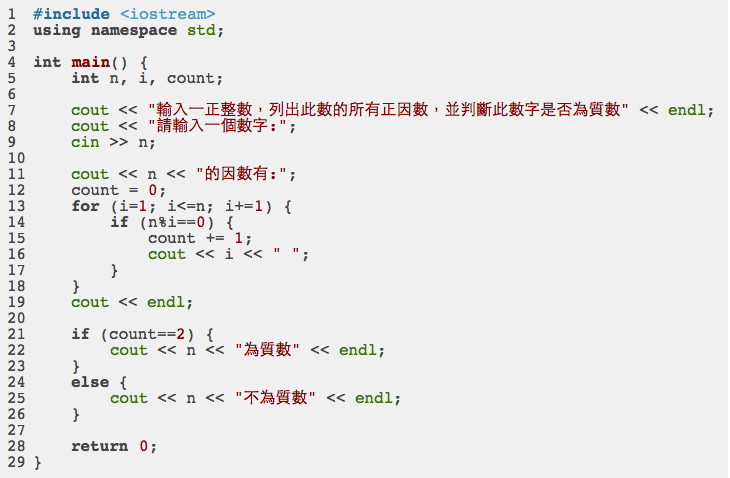 1 #include <iostream>
2 using namespace std;
3
4 int main() {
5     int n, i, count;
6
7     cout << "輸入一正整數，列出此數的所有正因數，並判斷此數字是否為質數" << endl;
8     cout << "請輸入一個數字:";
9     cin >> n;
10
11     cout << n << "的因數有:";
12     count = 0;
13     for (i=1; i<=n; i+=1) {
14         if (n%i==0) {
15             count += 1;
16             cout << i << " ";
17         }
18     }
19     cout << endl;
20
21     if (count==2) {
22         cout << n << "為質數" << endl;
23     }
24     else {
25         cout << n << "不為質數" << endl;
26     }
27
28     return 0;
29 }